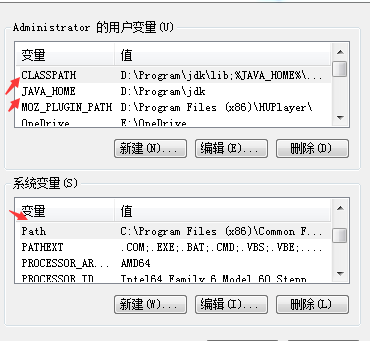 Administrator 的用户变量(U)
变量 值
CLASSPATH D:\Program\jdk\lib;%JAVA_HOME%\...
JAVA_HOME D:\Program\jdk
MOZ_PLUGIN_PATH D:\Program Files (x86)\HUPlayer\
OneDrive E:\OneDrive
新建(N)... 编辑(E)... 删除(D)
系统变量(S)
变量 值
Path C:\Program Files (x86)\Common F...
PATHEXT .COM;.EXE;.BAT;.CMD;.VBS;.VBE;....
PROCESSOR_AR... AMD64
PROCESSOR_ID Intel64 Family 6 Model 60 Stepp
新建(W)... 编辑(I)... 删除(L)